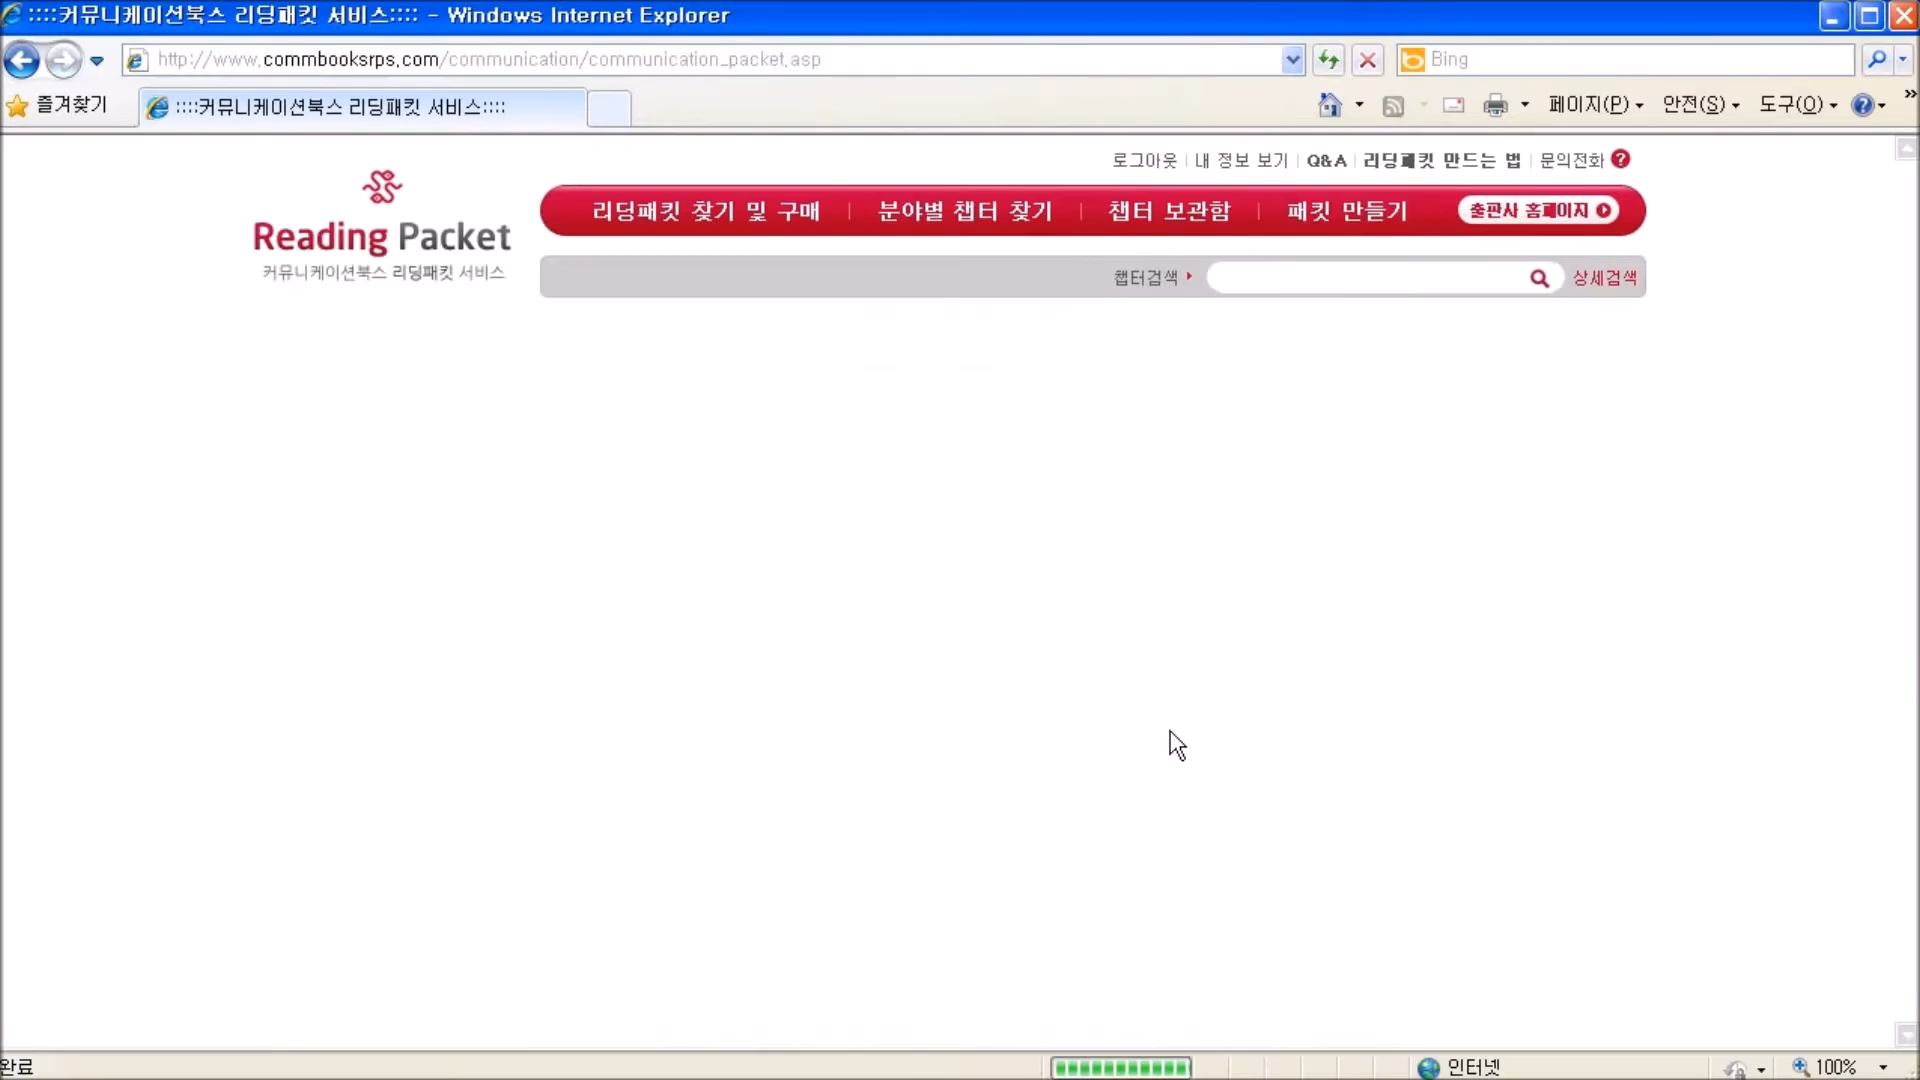 ::::커뮤니케이션북스 리딩패킷 서비스:::: - Windows Internet Explorer
http://www.commbooksrps.com/communication/communication_packet.asp
Bing
즐겨찾기
::::커뮤니케이션북스 리딩패킷 서비스::::
페이지(P) 안전(S) 도구(O)
로그아웃 | 내 정보 보기 | Q&A | 리딩패킷 만드는 법 | 문의전화 ?
Reading Packet
커뮤니케이션북스 리딩패킷 서비스
리딩패킷 찾기 및 구매 | 분야별 챕터 찾기 | 챕터 보관함 | 패킷 만들기 출판사 홈페이지
챕터검색 상세검색
완료
인터넷
100%